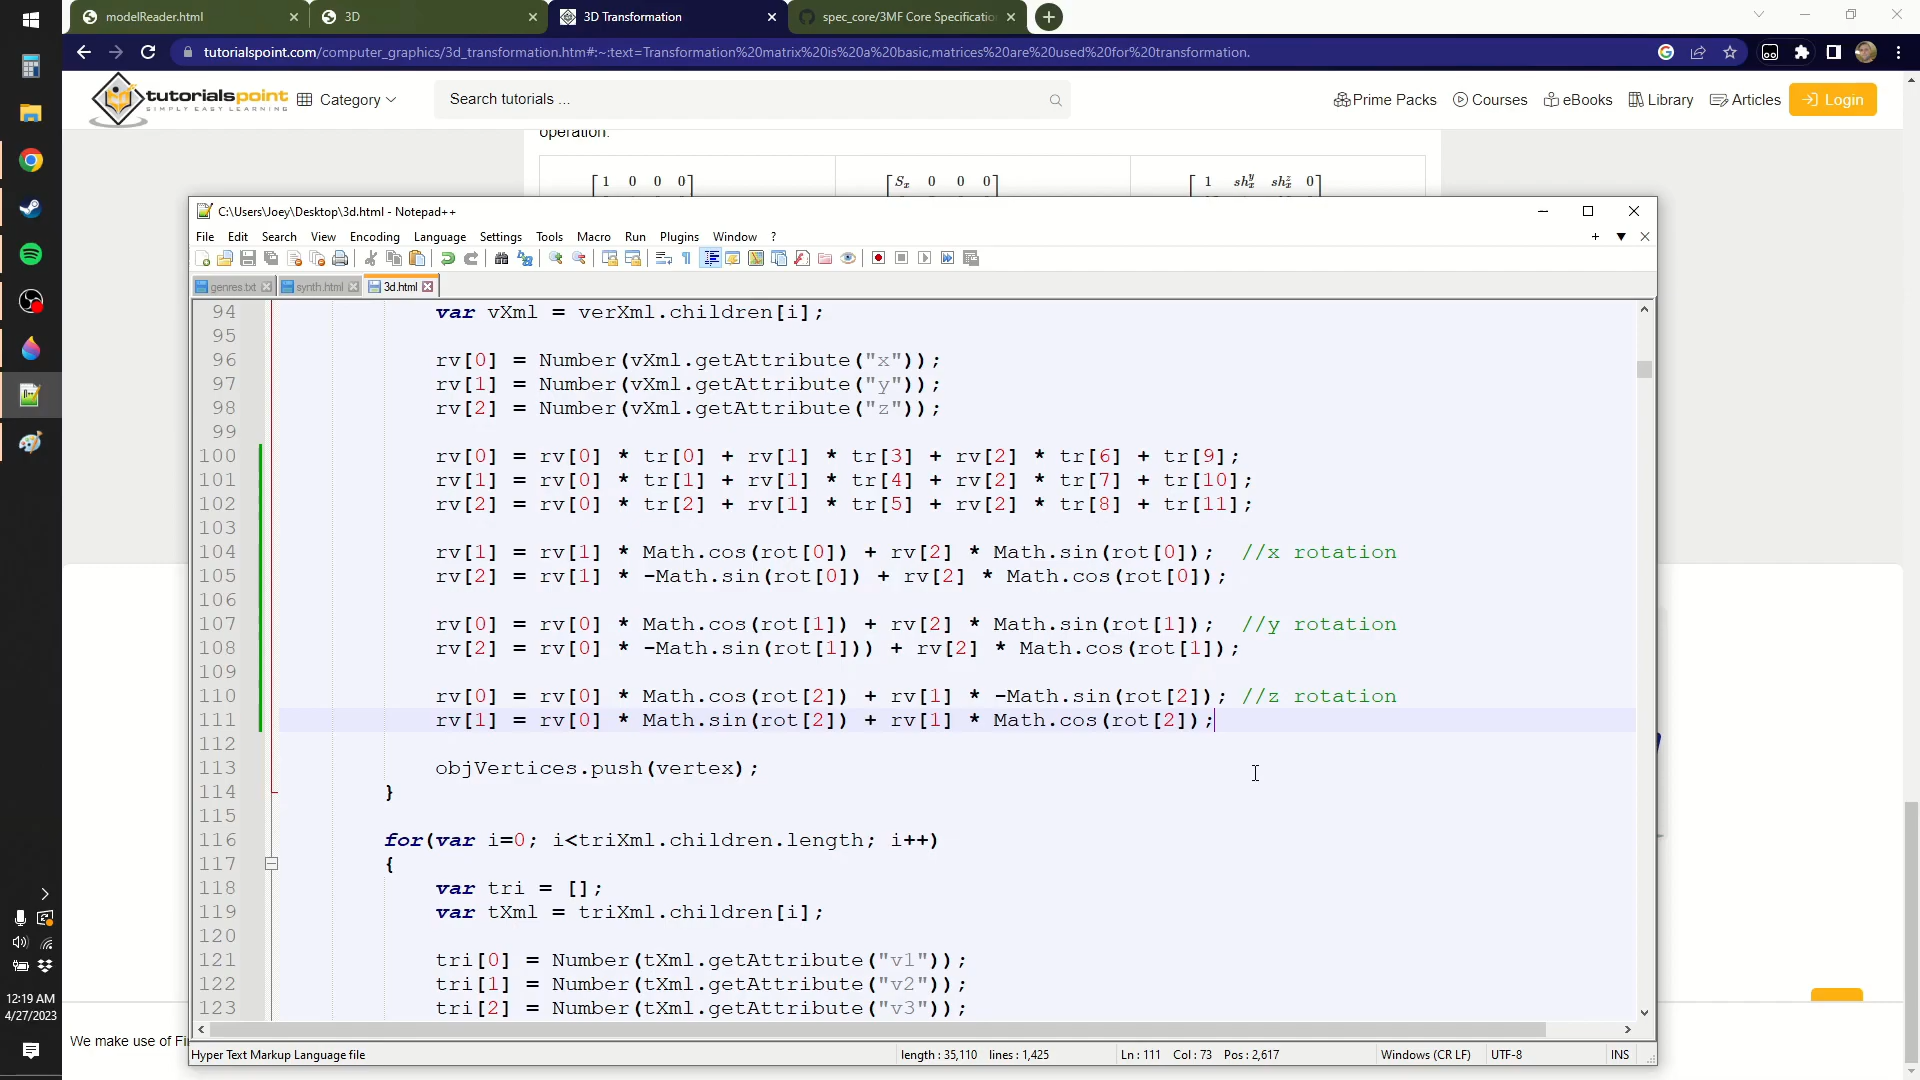 modelReader.html
3D
3D Transformation
spec_core/3MF Core Specificatio
tutorialspoint.com/computer_graphics/3d_transformation.htm#:~:text=Transformation%20matrix%20is%20a%20basic,matrices%20are%20used%20for%20transformation.
tutorialspoint
SIMPLY EASY LEARNING
Category
Search tutorials ...
Prime Packs
Courses
eBooks
Library
Articles
Login
operation.
1 0 0 0
Sx 0 0 0
1 sh_x^y sh_x^z 0
C:\Users\Joey\Desktop\3d.html - Notepad++
File Edit Search View Encoding Language Settings Tools Macro Run Plugins Window ?
genres.txt synth.html 3d.html
94 var vXml = verXml.children[i];
95
96 rv[0] = Number(vXml.getAttribute("x"));
97 rv[1] = Number(vXml.getAttribute("y"));
98 rv[2] = Number(vXml.getAttribute("z"));
99
100 rv[0] = rv[0] * tr[0] + rv[1] * tr[3] + rv[2] * tr[6] + tr[9];
101 rv[1] = rv[0] * tr[1] + rv[1] * tr[4] + rv[2] * tr[7] + tr[10];
102 rv[2] = rv[0] * tr[2] + rv[1] * tr[5] + rv[2] * tr[8] + tr[11];
103
104 rv[1] = rv[1] * Math.cos(rot[0]) + rv[2] * Math.sin(rot[0]); //x rotation
105 rv[2] = rv[1] * -Math.sin(rot[0]) + rv[2] * Math.cos(rot[0]);
106
107 rv[0] = rv[0] * Math.cos(rot[1]) + rv[2] * Math.sin(rot[1]); //y rotation
108 rv[2] = rv[0] * -Math.sin(rot[1])) + rv[2] * Math.cos(rot[1]);
109
110 rv[0] = rv[0] * Math.cos(rot[2]) + rv[1] * -Math.sin(rot[2]); //z rotation
111 rv[1] = rv[0] * Math.sin(rot[2]) + rv[1] * Math.cos(rot[2]);
112
113 objVertices.push(vertex);
114 }
115
116 for(var i=0; i<triXml.children.length; i++)
117 {
118 var tri = [];
119 var tXml = triXml.children[i];
120
121 tri[0] = Number(tXml.getAttribute("v1"));
122 tri[1] = Number(tXml.getAttribute("v2"));
123 tri[2] = Number(tXml.getAttribute("v3"));
12:19 AM
4/27/2023
We make use of Fi
Hyper Text Markup Language file
length : 35,110 lines : 1,425
Ln : 111 Col : 73 Pos : 2,617
Windows (CR LF)
UTF-8
INS